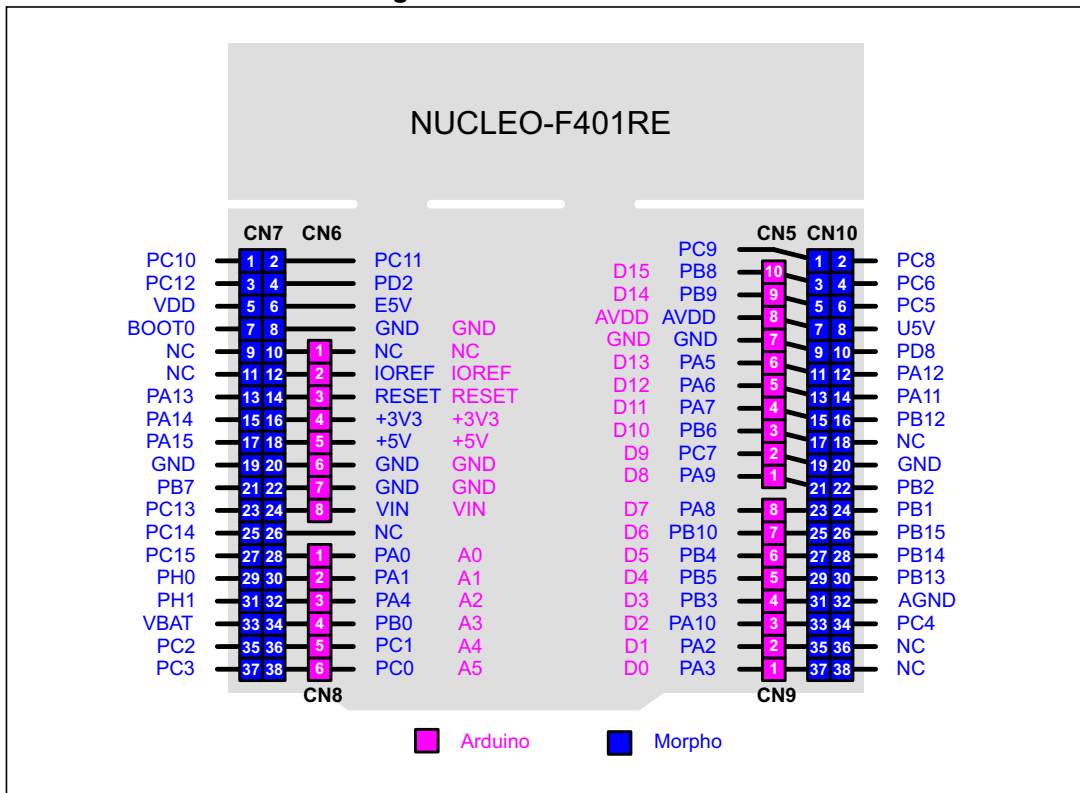 NUCLEO-F401RE
CN7 CN6 CN5 CN10
PC9
PC10 1 2 PC11 1 2 PC8
PC12 3 4 PD2 D15 PB8 10 3 4 PC6
VDD 5 6 E5V D14 PB9 9 5 6 PC5
BOOT0 7 8 GND GND AVDD AVDD 8 7 8 U5V
NC 9 10 1 NC NC GND GND 7 9 10 PD8
NC 11 12 2 IOREF IOREF D13 PA5 6 11 12 PA12
PA13 13 14 3 RESET RESET D12 PA6 5 13 14 PA11
PA14 15 16 4 +3V3 +3V3 D11 PA7 4 15 16 PB12
PA15 17 18 5 +5V +5V D10 PB6 3 17 18 NC
GND 19 20 6 GND GND D9 PC7 2 19 20 GND
PB7 21 22 7 GND GND D8 PA9 1 21 22 PB2
PC13 23 24 8 VIN VIN D7 PA8 8 23 24 PB1
PC14 25 26 NC D6 PB10 7 25 26 PB15
PC15 27 28 1 PA0 A0 D5 PB4 6 27 28 PB14
PH0 29 30 2 PA1 A1 D4 PB5 5 29 30 PB13
PH1 31 32 3 PA4 A2 D3 PB3 4 31 32 AGND
VBAT 33 34 4 PB0 A3 D2 PA10 3 33 34 PC4
PC2 35 36 5 PC1 A4 D1 PA2 2 35 36 NC
PC3 37 38 6 PC0 A5 D0 PA3 1 37 38 NC
CN8 CN9
Arduino Morpho